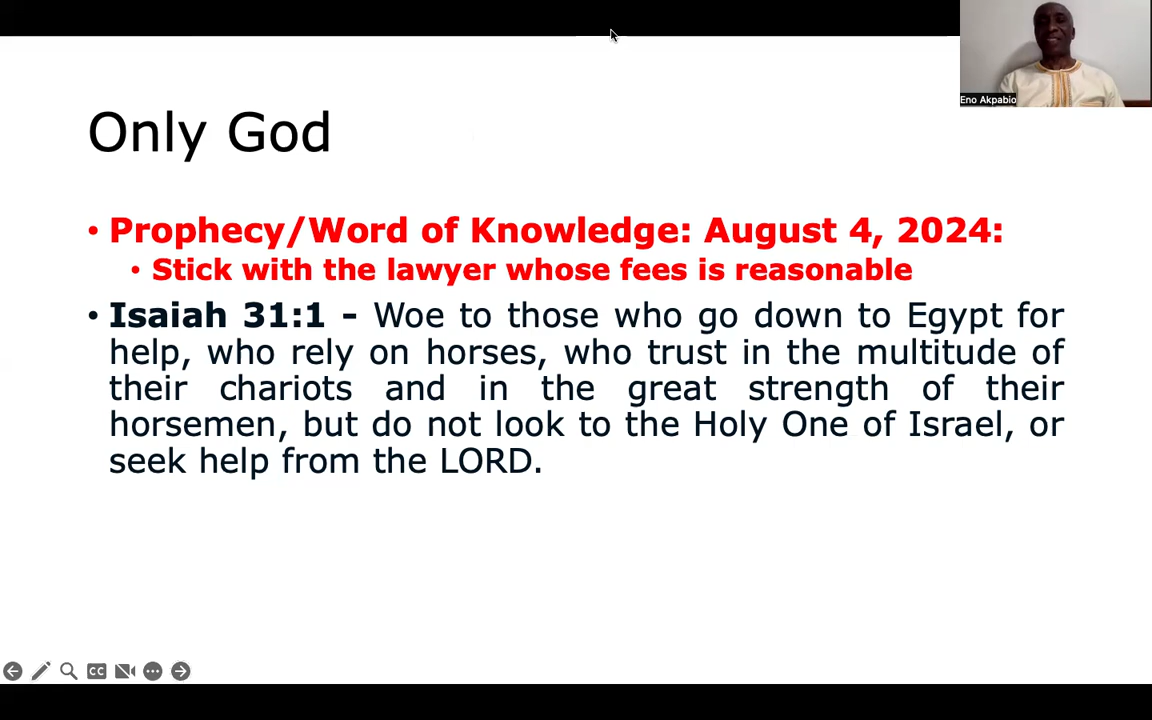 Eno Akpabio
Only God
• Prophecy/Word of Knowledge: August 4, 2024:
• Stick with the lawyer whose fees is reasonable
• Isaiah 31:1 - Woe to those who go down to Egypt for
help, who rely on horses, who trust in the multitude of
their chariots and in the great strength of their
horsemen, but do not look to the Holy One of Israel, or
seek help from the LORD.
CC